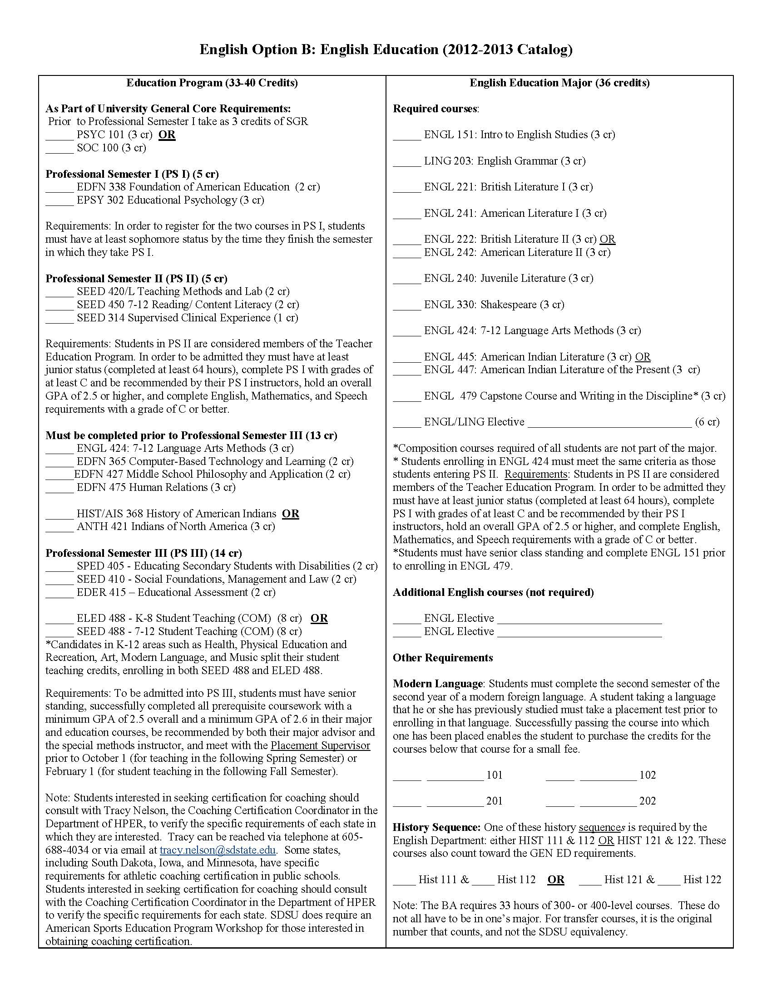 English Option B: English Education (2012-2013 Catalog)
Education Program (33-40 Credits)
As Part of University General Core Requirements:
Prior to Professional Semester I take as 3 credits of SGR
_____ PSYC 101 (3 cr) OR
_____ SOC 100 (3 cr)
Professional Semester I (PS I) (5 cr)
_____ EDFN 338 Foundation of American Education (2 cr)
_____ EPSY 302 Educational Psychology (3 cr)
Requirements: In order to register for the two courses in PS I, students
must have at least sophomore status by the time they finish the semester
in which they take PS I.
Professional Semester II (PS II) (5 cr)
_____ SEED 420/L Teaching Methods and Lab (2 cr)
_____ SEED 450 7-12 Reading/ Content Literacy (2 cr)
_____ SEED 314 Supervised Clinical Experience (1 cr)
Requirements: Students in PS II are considered members of the Teacher
Education Program. In order to be admitted they must have at least
junior status (completed at least 64 hours), complete PS I with grades of
at least C and be recommended by their PS I instructors, hold an overall
GPA of 2.5 or higher, and complete English, Mathematics, and Speech
requirements with a grade of C or better.
Must be completed prior to Professional Semester III (13 cr)
_____ ENGL 424: 7-12 Language Arts Methods (3 cr)
_____ EDFN 365 Computer-Based Technology and Learning (2 cr)
_____EDFN 427 Middle School Philosophy and Application (2 cr)
_____ EDFN 475 Human Relations (3 cr)
_____ HIST/AIS 368 History of American Indians OR
_____ ANTH 421 Indians of North America (3 cr)
Professional Semester III (PS III) (14 cr)
_____ SPED 405 - Educating Secondary Students with Disabilities (2 cr)
_____ SEED 410 - Social Foundations, Management and Law (2 cr)
_____ EDER 415 – Educational Assessment (2 cr)
_____ ELED 488 - K-8 Student Teaching (COM) (8 cr) OR
_____ SEED 488 - 7-12 Student Teaching (COM) (8 cr)
*Candidates in K-12 areas such as Health, Physical Education and
Recreation, Art, Modern Language, and Music split their student
teaching credits, enrolling in both SEED 488 and ELED 488.
Requirements: To be admitted into PS III, students must have senior
standing, successfully completed all prerequisite coursework with a
minimum GPA of 2.5 overall and a minimum GPA of 2.6 in their major
and education courses, be recommended by both their major advisor and
the special methods instructor, and meet with the Placement Supervisor
prior to October 1 (for teaching in the following Spring Semester) or
February 1 (for student teaching in the following Fall Semester).
Note: Students interested in seeking certification for coaching should
consult with Tracy Nelson, the Coaching Certification Coordinator in the
Department of HPER, to verify the specific requirements of each state in
which they are interested. Tracy can be reached via telephone at 605-
688-4034 or via email at tracy.nelson@sdstate.edu. Some states,
including South Dakota, Iowa, and Minnesota, have specific
requirements for athletic coaching certification in public schools.
Students interested in seeking certification for coaching should consult
with the Coaching Certification Coordinator in the Department of HPER
to verify the specific requirements for each state. SDSU does require an
American Sports Education Program Workshop for those interested in
obtaining coaching certification.
English Education Major (36 credits)
Required courses:
_____ ENGL 151: Intro to English Studies (3 cr)
_____ LING 203: English Grammar (3 cr)
_____ ENGL 221: British Literature I (3 cr)
_____ ENGL 241: American Literature I (3 cr)
_____ ENGL 222: British Literature II (3 cr) OR
_____ ENGL 242: American Literature II (3 cr)
_____ ENGL 240: Juvenile Literature (3 cr)
_____ ENGL 330: Shakespeare (3 cr)
_____ ENGL 424: 7-12 Language Arts Methods (3 cr)
_____ ENGL 445: American Indian Literature (3 cr) OR
_____ ENGL 447: American Indian Literature of the Present (3 cr)
_____ ENGL 479 Capstone Course and Writing in the Discipline* (3 cr)
_____ ENGL/LING Elective _____________________________ (6 cr)
*Composition courses required of all students are not part of the major.
* Students enrolling in ENGL 424 must meet the same criteria as those
students entering PS II. Requirements: Students in PS II are considered
members of the Teacher Education Program. In order to be admitted they
must have at least junior status (completed at least 64 hours), complete
PS I with grades of at least C and be recommended by their PS I
instructors, hold an overall GPA of 2.5 or higher, and complete English,
Mathematics, and Speech requirements with a grade of C or better.
*Students must have senior class standing and complete ENGL 151 prior
to enrolling in ENGL 479.
Additional English courses (not required)
_____ ENGL Elective _____________________________
_____ ENGL Elective _____________________________
Other Requirements
Modern Language: Students must complete the second semester of the
second year of a modern foreign language. A student taking a language
that he or she has previously studied must take a placement test prior to
enrolling in that language. Successfully passing the course into which
one has been placed enables the student to purchase the credits for the
courses below that course for a small fee.
_____ __________ 101 _____ __________ 102
_____ __________ 201 _____ __________ 202
History Sequence: One of these history sequences is required by the
English Department: either HIST 111 & 112 OR HIST 121 & 122. These
courses also count toward the GEN ED requirements.
____ Hist 111 & ____ Hist 112 OR ____ Hist 121 & ____ Hist 122
Note: The BA requires 33 hours of 300- or 400-level courses. These do
not all have to be in one’s major. For transfer courses, it is the original
number that counts, and not the SDSU equivalency.